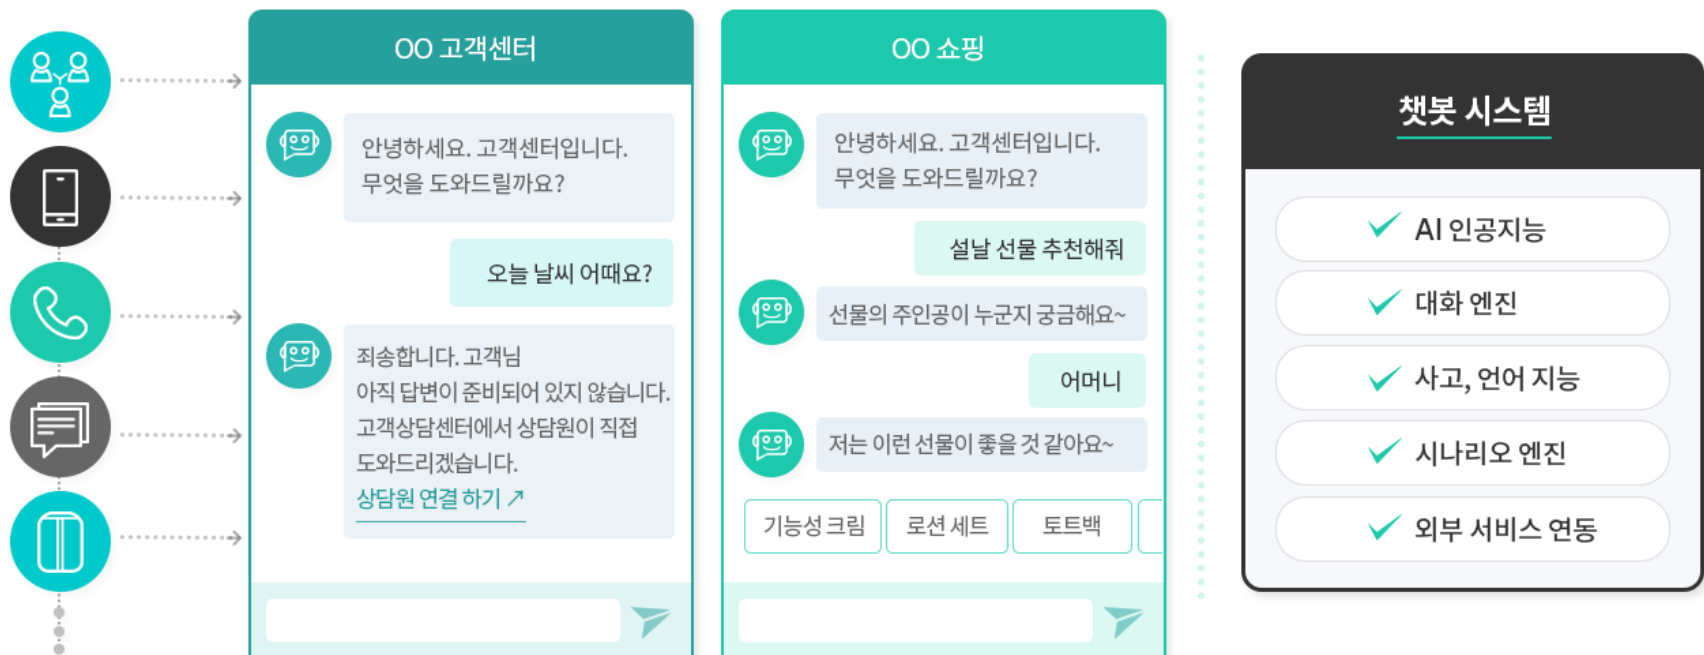 OO 고객센터
안녕하세요. 고객센터입니다.
무엇을 도와드릴까요?
오늘 날씨 어때요?
죄송합니다. 고객님
아직 답변이 준비되어 있지 않습니다.
고객상담센터에서 상담원이 직접
도와드리겠습니다.
상담원 연결 하기 ↗
OO 쇼핑
안녕하세요. 고객센터입니다.
무엇을 도와드릴까요?
설날 선물 추천해줘
선물의 주인공이 누군지 궁금해요~
어머니
저는 이런 선물이 좋을 것 같아요~
기능성 크림
로션 세트
토트백
챗봇 시스템
AI 인공지능
대화 엔진
사고, 언어 지능
시나리오 엔진
외부 서비스 연동